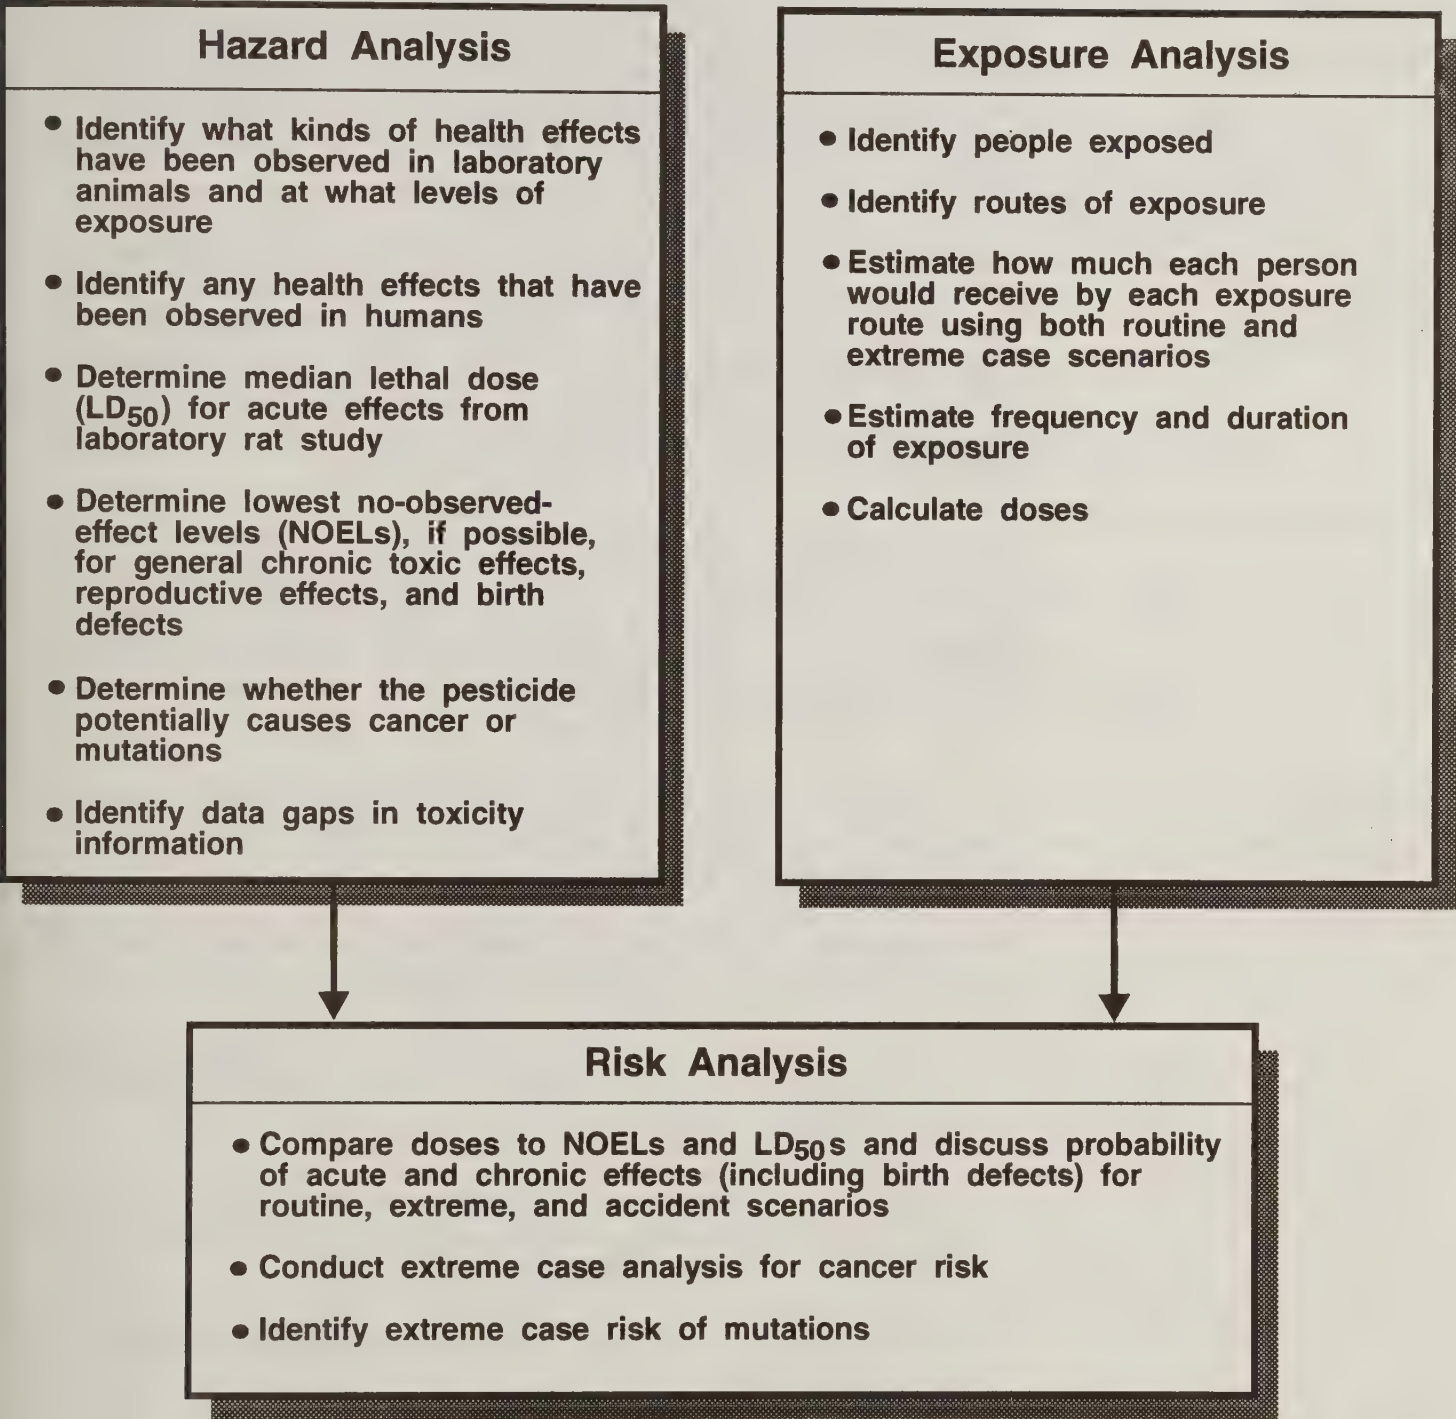 Hazard Analysis
• Identify what kinds of health effects
have been observed in laboratory
animals and at what levels of
exposure
• Identify any health effects that have
been observed in humans
• Determine median lethal dose
(LD50) for acute effects from
laboratory rat study
• Determine lowest no-observed-
effect levels (NOELs), if possible,
for general chronic toxic effects,
reproductive effects, and birth
defects
• Determine whether the pesticide
potentially causes cancer or
mutations
• Identify data gaps in toxicity
information
Exposure Analysis
• Identify people exposed
• Identify routes of exposure
• Estimate how much each person
would receive by each exposure
route using both routine and
extreme case scenarios
• Estimate frequency and duration
of exposure
• Calculate doses
Risk Analysis
• Compare doses to NOELs and LD50s and discuss probability
of acute and chronic effects (including birth defects) for
routine, extreme, and accident scenarios
• Conduct extreme case analysis for cancer risk
• Identify extreme case risk of mutations